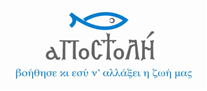 αποστολή
βοήθησε κι εσύ ν' αλλάξει η ζωή μας